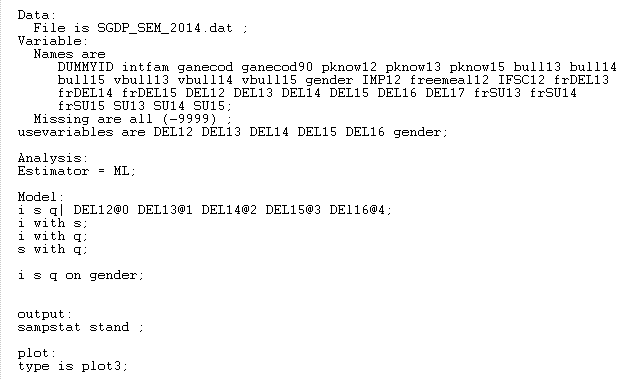 Data:
File is SGDP_SEM_2014.dat ;
Variable:
Names are
DUMMYID intfam ganecod ganecod90 pknow12 pknow13 pknow15 bull13 bull14
bull15 vbull13 vbull14 vbull15 gender IMP12 freemeal12 IFSC12 frDEL13
frDEL14 frDEL15 DEL12 DEL13 DEL14 DEL15 DEL16 DEL17 frSU13 frSU14
frSU15 SU13 SU14 SU15;
Missing are all (-9999) ;
usevariables are DEL12 DEL13 DEL14 DEL15 DEL16 gender;
Analysis:
Estimator = ML;
Model:
i s q| DEL12@0 DEL13@1 DEL14@2 DEL15@3 DEl16@4;
i with s;
i with q;
s with q;
i s q on gender;
output:
sampstat stand ;
plot:
type is plot3;